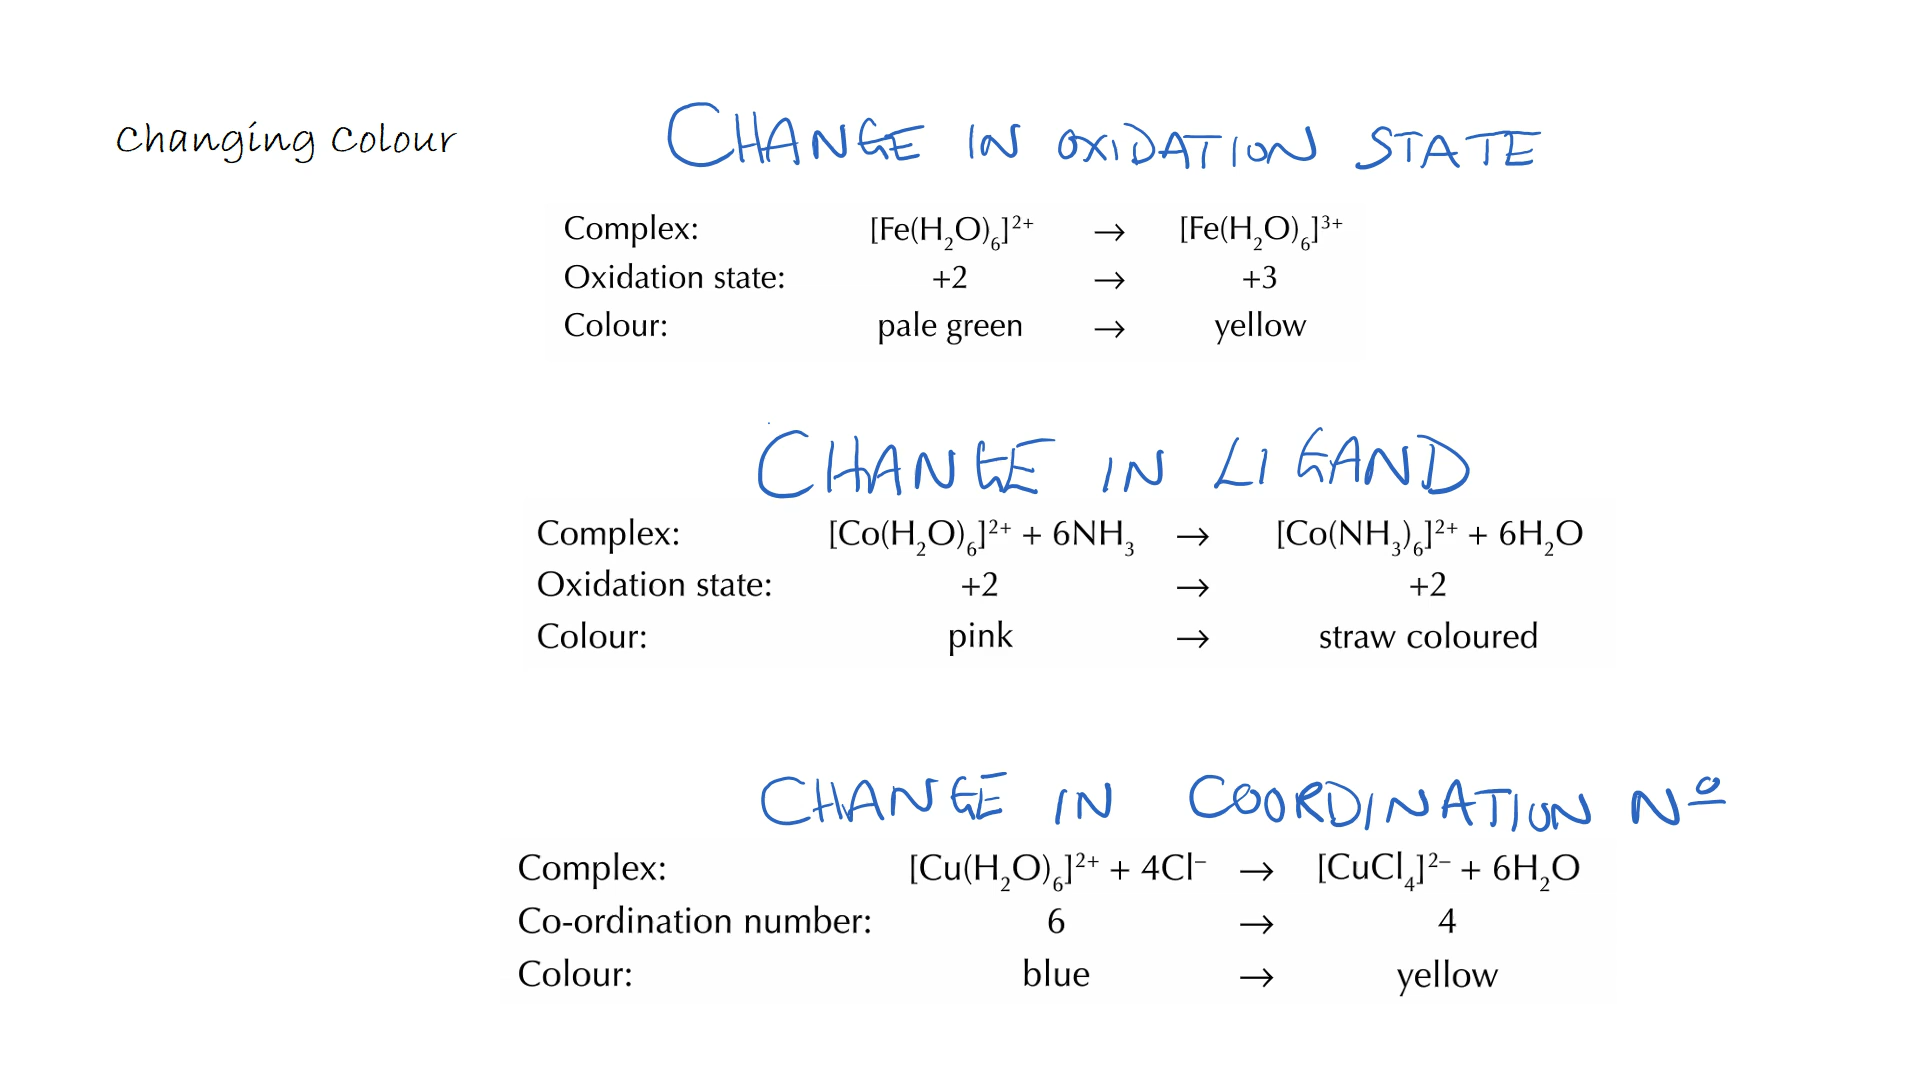 Changing Colour
CHANGE IN OXIDATION STATE
Complex: [Fe(H₂O)₆]²⁺ → [Fe(H₂O)₆]³⁺
Oxidation state: +2 → +3
Colour: pale green → yellow
CHANGE IN LIGAND
Complex: [Co(H₂O)₆]²⁺ + 6NH₃ → [Co(NH₃)₆]²⁺ + 6H₂O
Oxidation state: +2 → +2
Colour: pink → straw coloured
CHANGE IN COORDINATION Nº
Complex: [Cu(H₂O)₆]²⁺ + 4Cl⁻ → [CuCl₄]²⁻ + 6H₂O
Co-ordination number: 6 → 4
Colour: blue → yellow